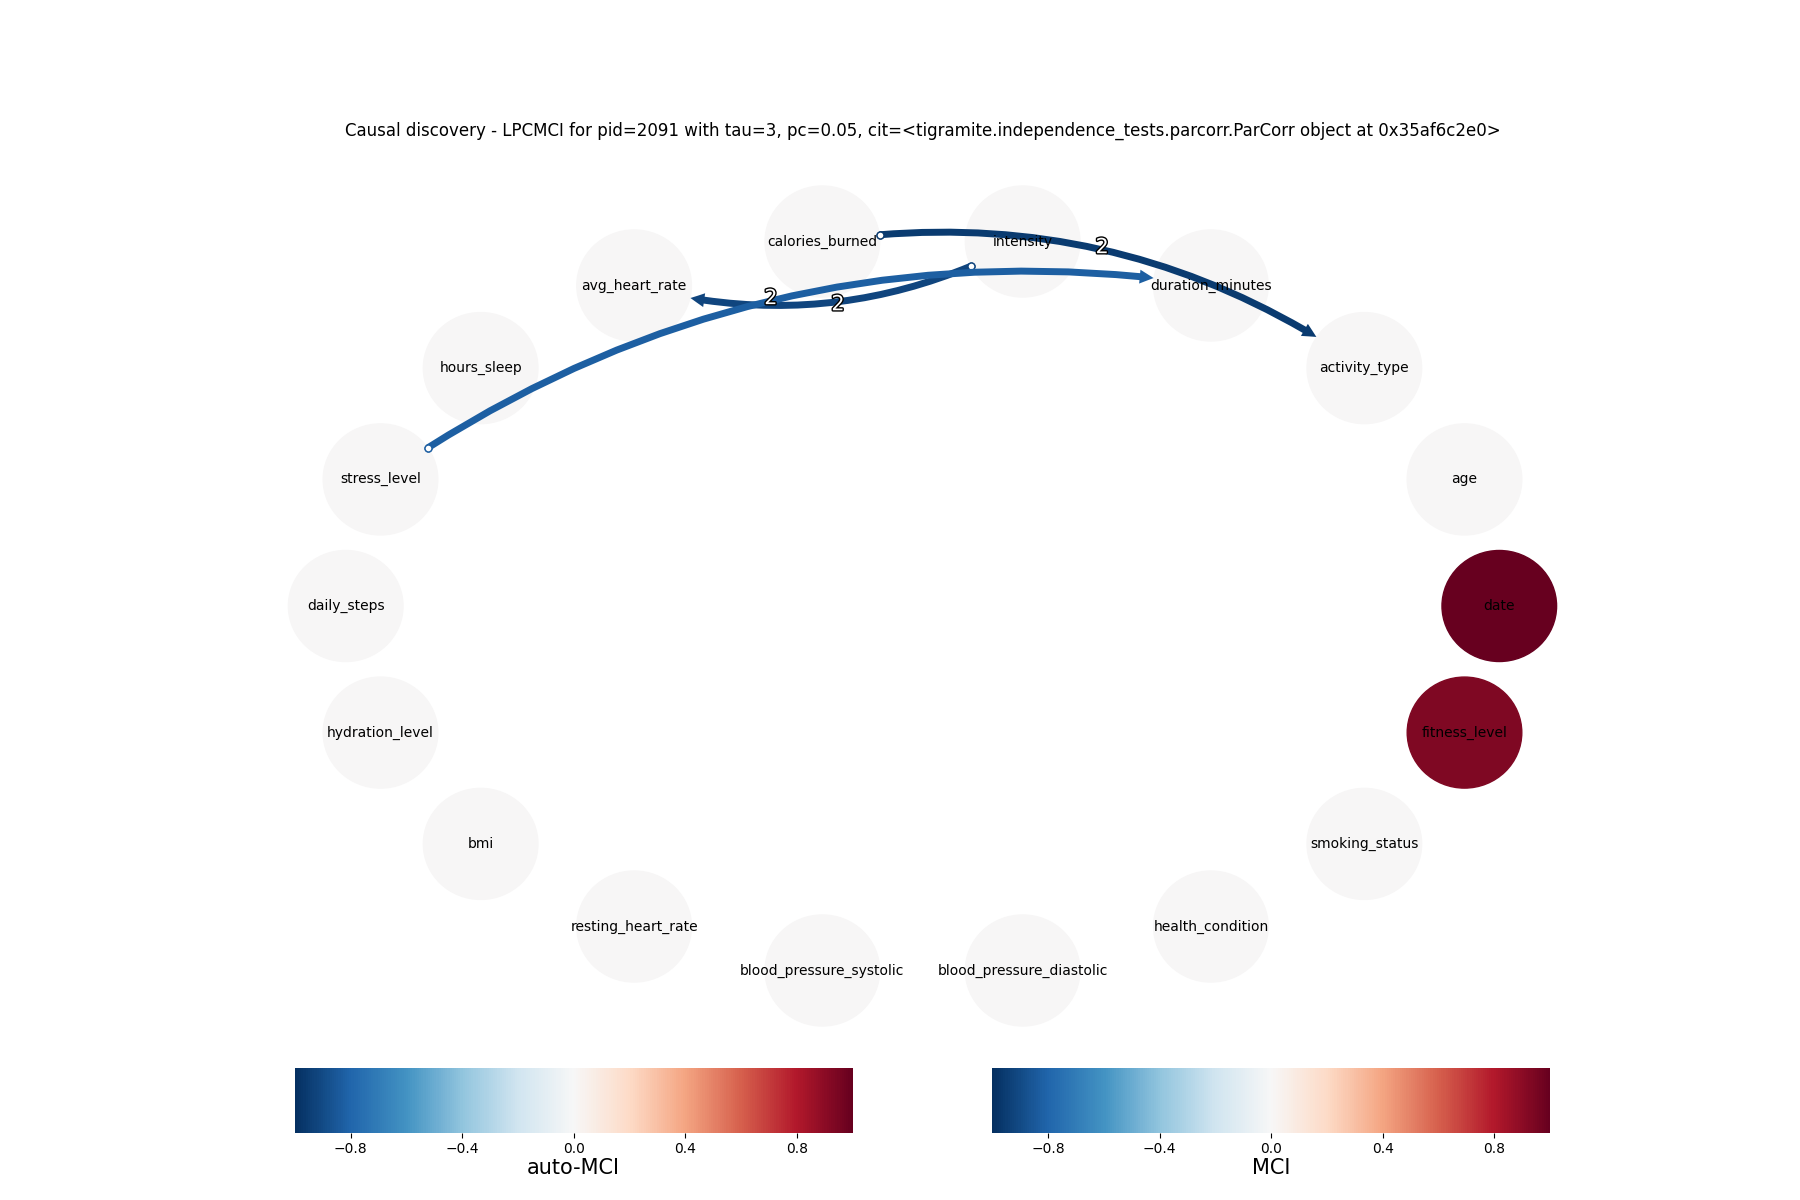 Causal discovery - LPCMCI for pid=2091 with tau=3, pc=0.05, cit=<tigramite.independence_tests.parcorr.ParCorr object at 0x35af6c2e0>
calories_burned
intensity
2
avg_heart_rate
2
2
duration_minutes
hours_sleep
activity_type
stress_level
age
daily_steps
date
hydration_level
fitness_level
bmi
smoking_status
resting_heart_rate
health_condition
blood_pressure_systolic
blood_pressure_diastolic
−0.8 −0.4 0.0 0.4 0.8
auto-MCI
−0.8 −0.4 0.0 0.4 0.8
MCI